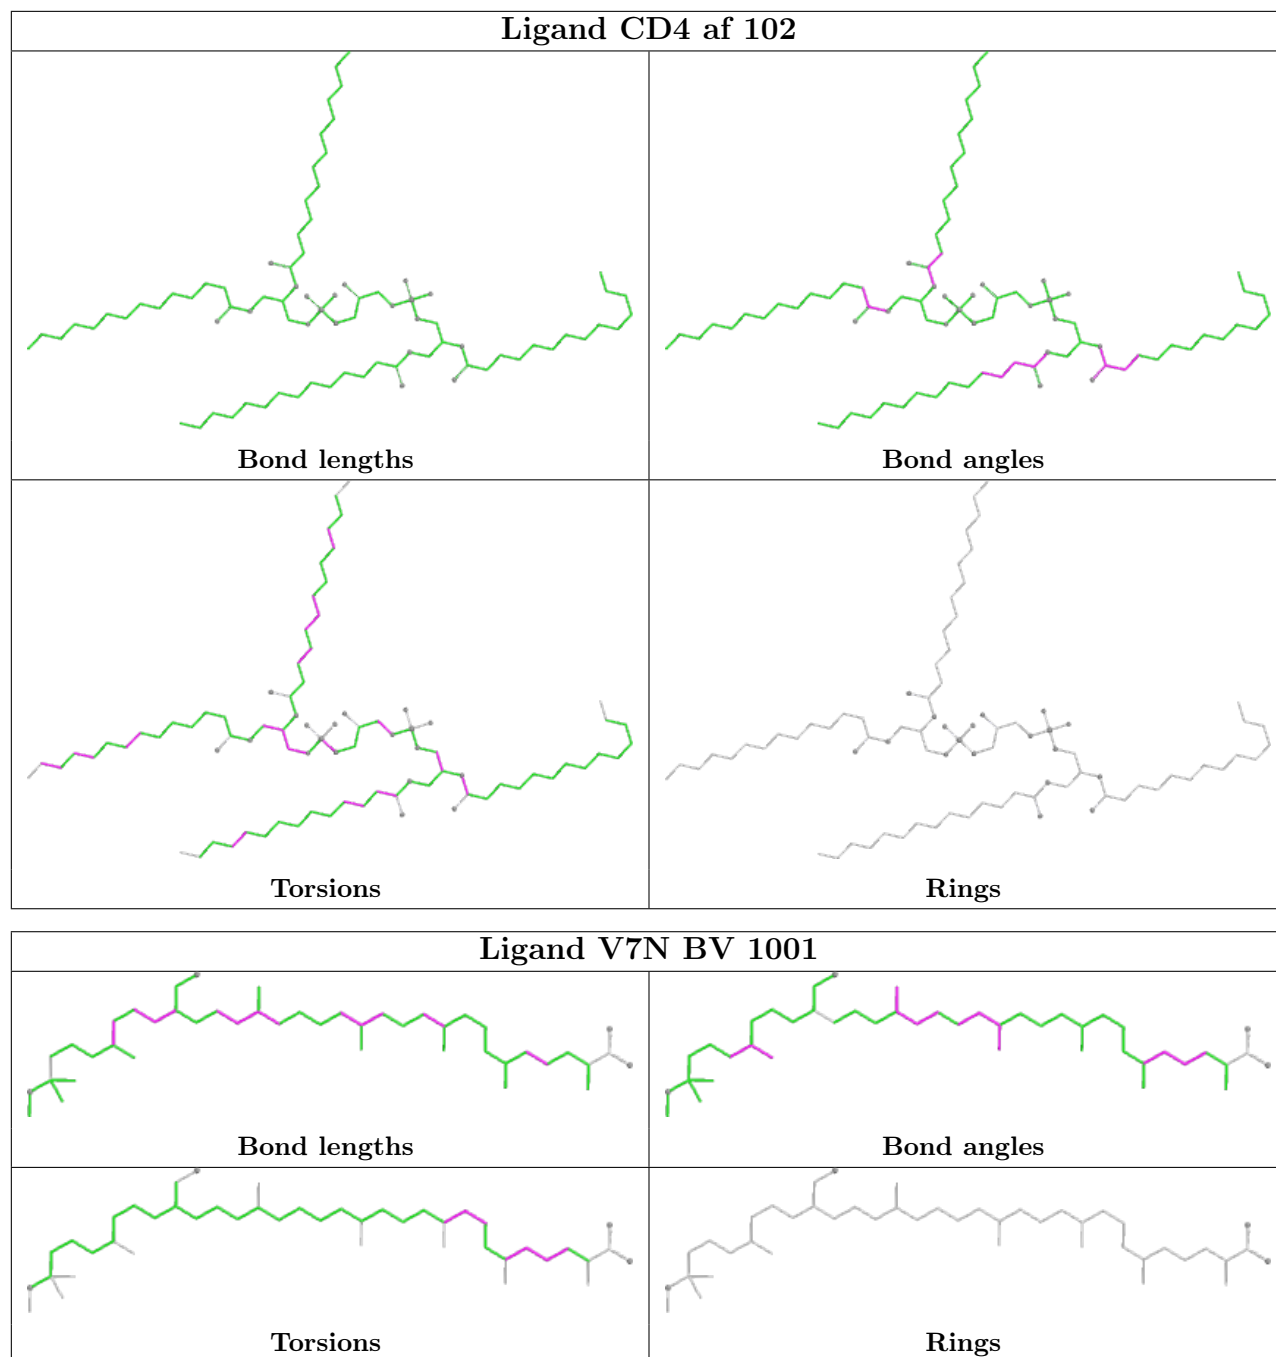 Ligand CD4 af 102
Bond lengths
Bond angles
Torsions
Rings
Ligand V7N BV 1001
Bond lengths
Bond angles
Torsions
Rings